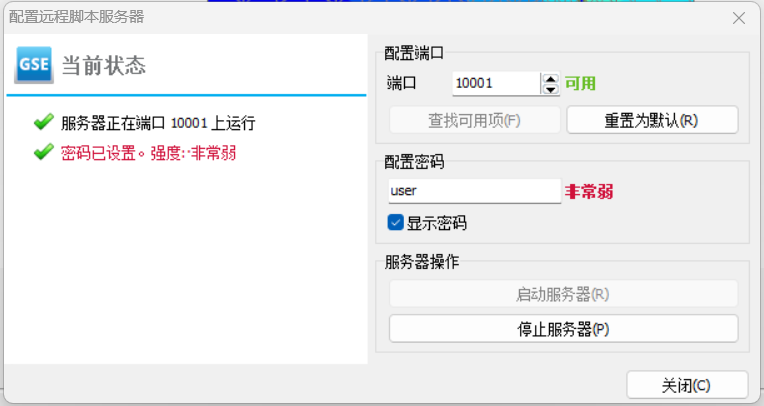 配置远程脚本服务器
GSE 当前状态
服务器正在端口 10001 上运行
密码已设置。强度: 非常弱
配置端口
端口 10001 可用
查找可用项(F) 重置为默认(R)
配置密码
user 非常弱
显示密码
服务器操作
启动服务器(R)
停止服务器(P)
关闭(C)